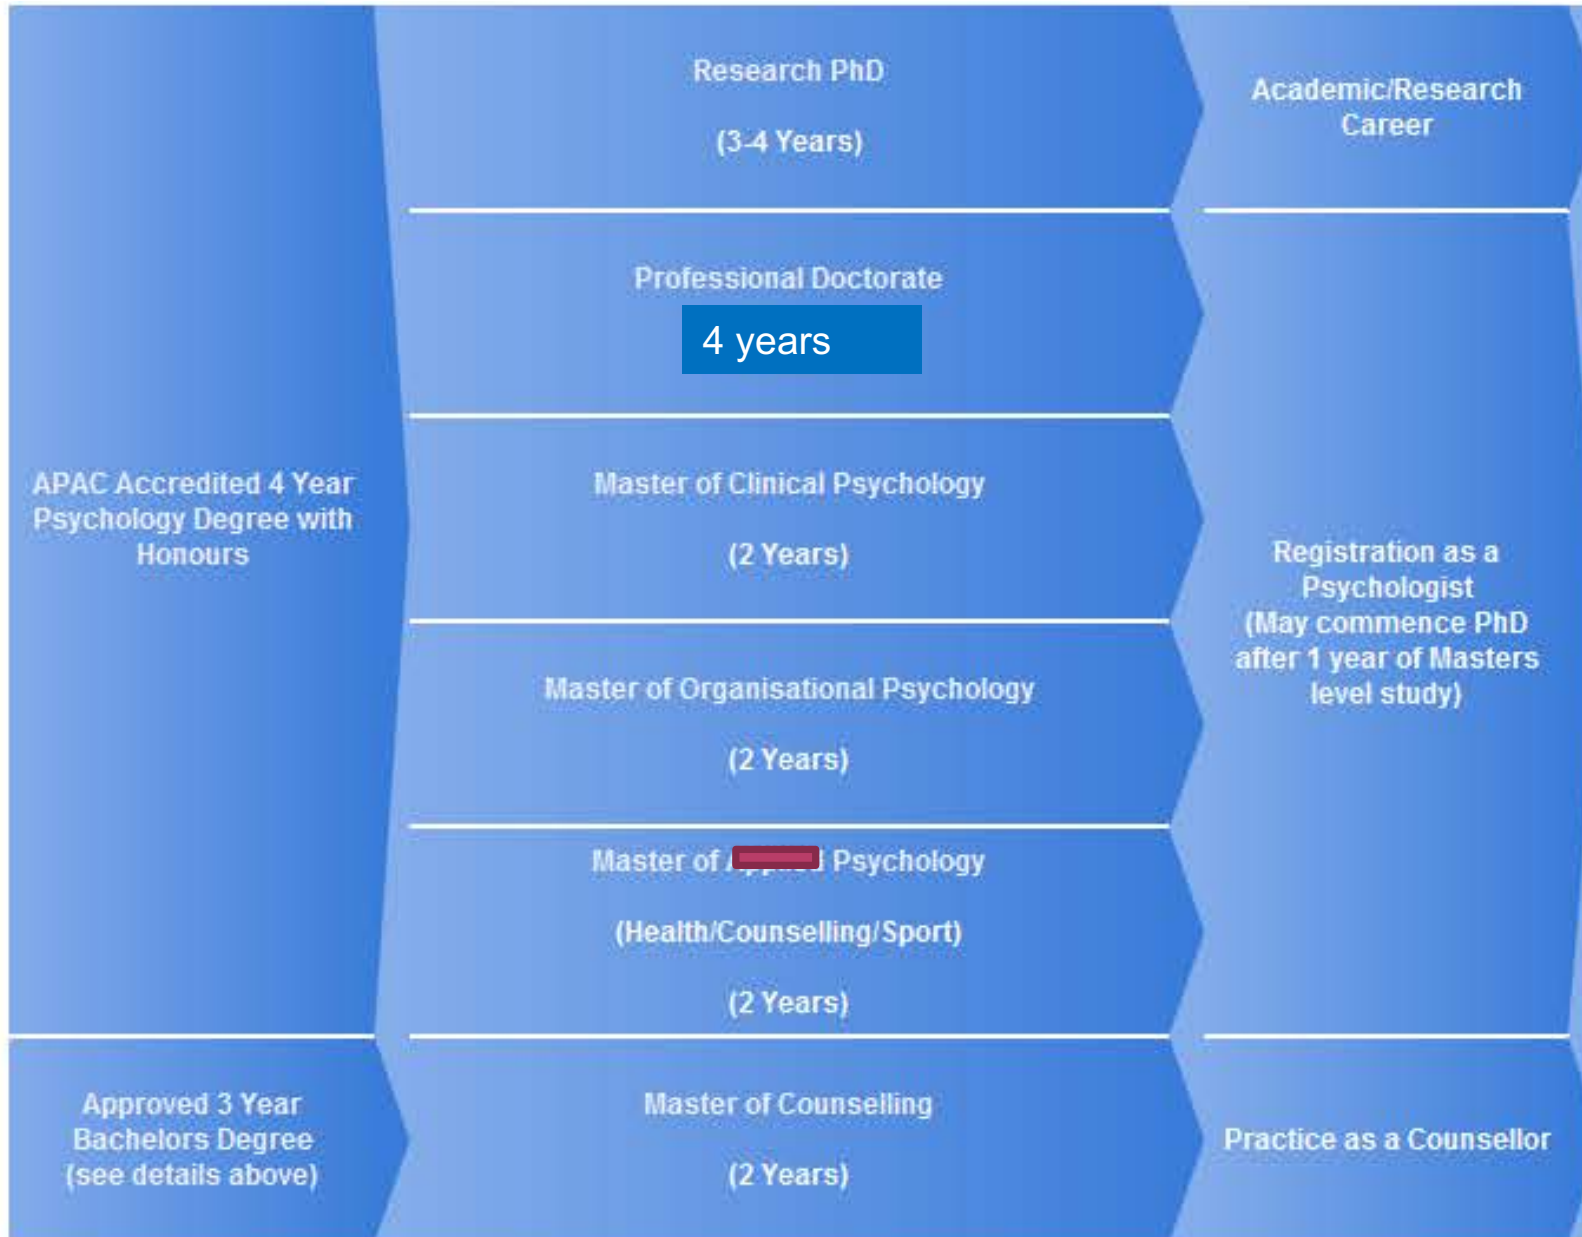 Research PhD
(3-4 Years)
Academic/Research
Career
Professional Doctorate
4 years
APAC Accredited 4 Year
Psychology Degree with
Honours
Master of Clinical Psychology
(2 Years)
Master of Organisational Psychology
(2 Years)
Registration as a
Psychologist
(May commence PhD
after 1 year of Masters
level study)
Master of Psychology
(Health/Counselling/Sport)
(2 Years)
Approved 3 Year
Bachelors Degree
(see details above)
Master of Counselling
(2 Years)
Practice as a Counsellor